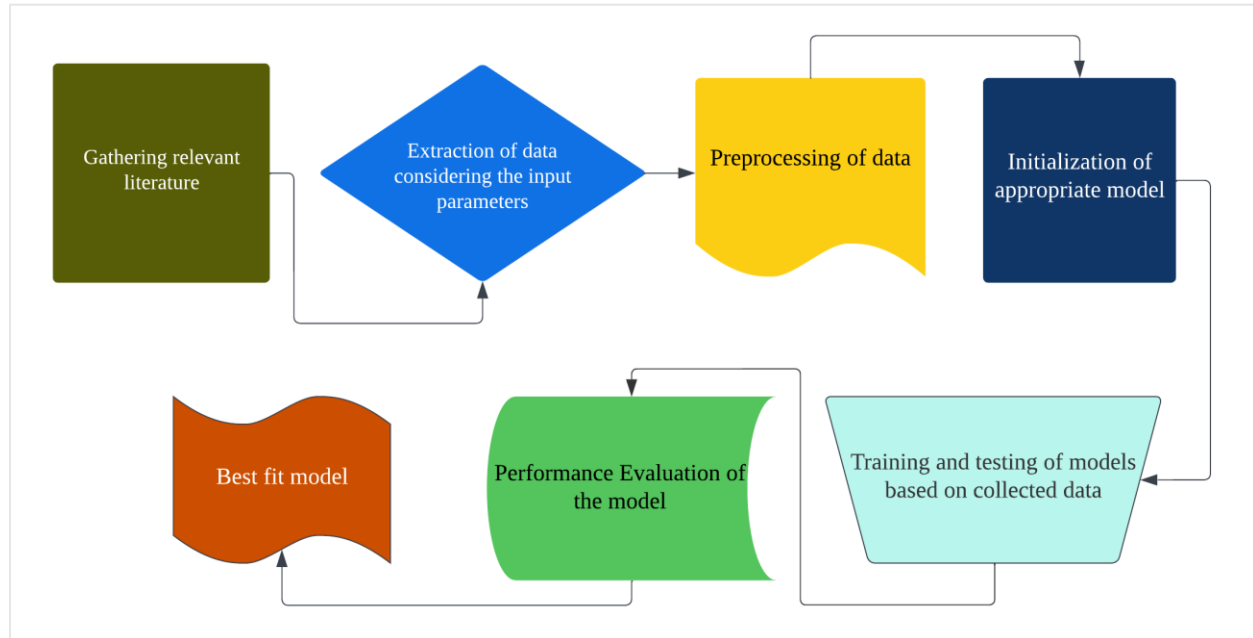 Gathering relevant
literature
Extraction of data
considering the input
parameters
Preprocessing of data
Initialization of
appropriate model
Training and testing of models
based on collected data
Performance Evaluation of
the model
Best fit model